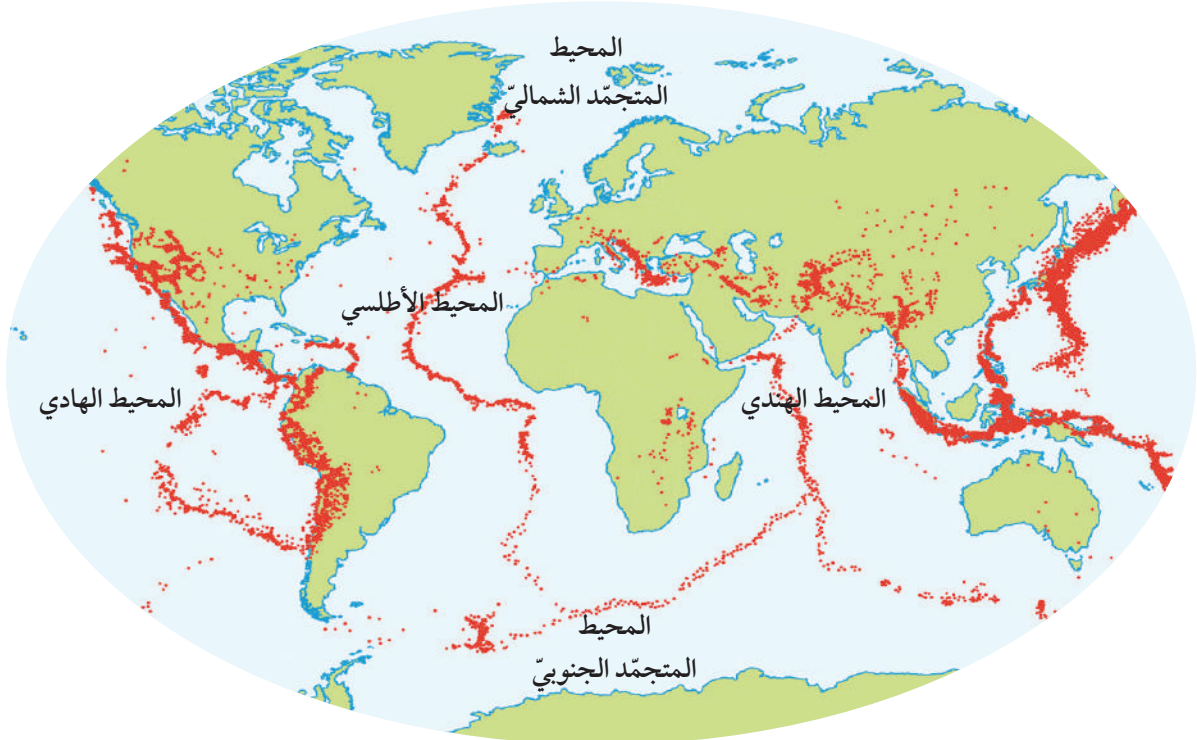 المحيط
المتجمّد الشماليّ
المحيط الأطلسي
المحيط الهادي
المحيط الهندي
المحيط
المتجمّد الجنوبيّ